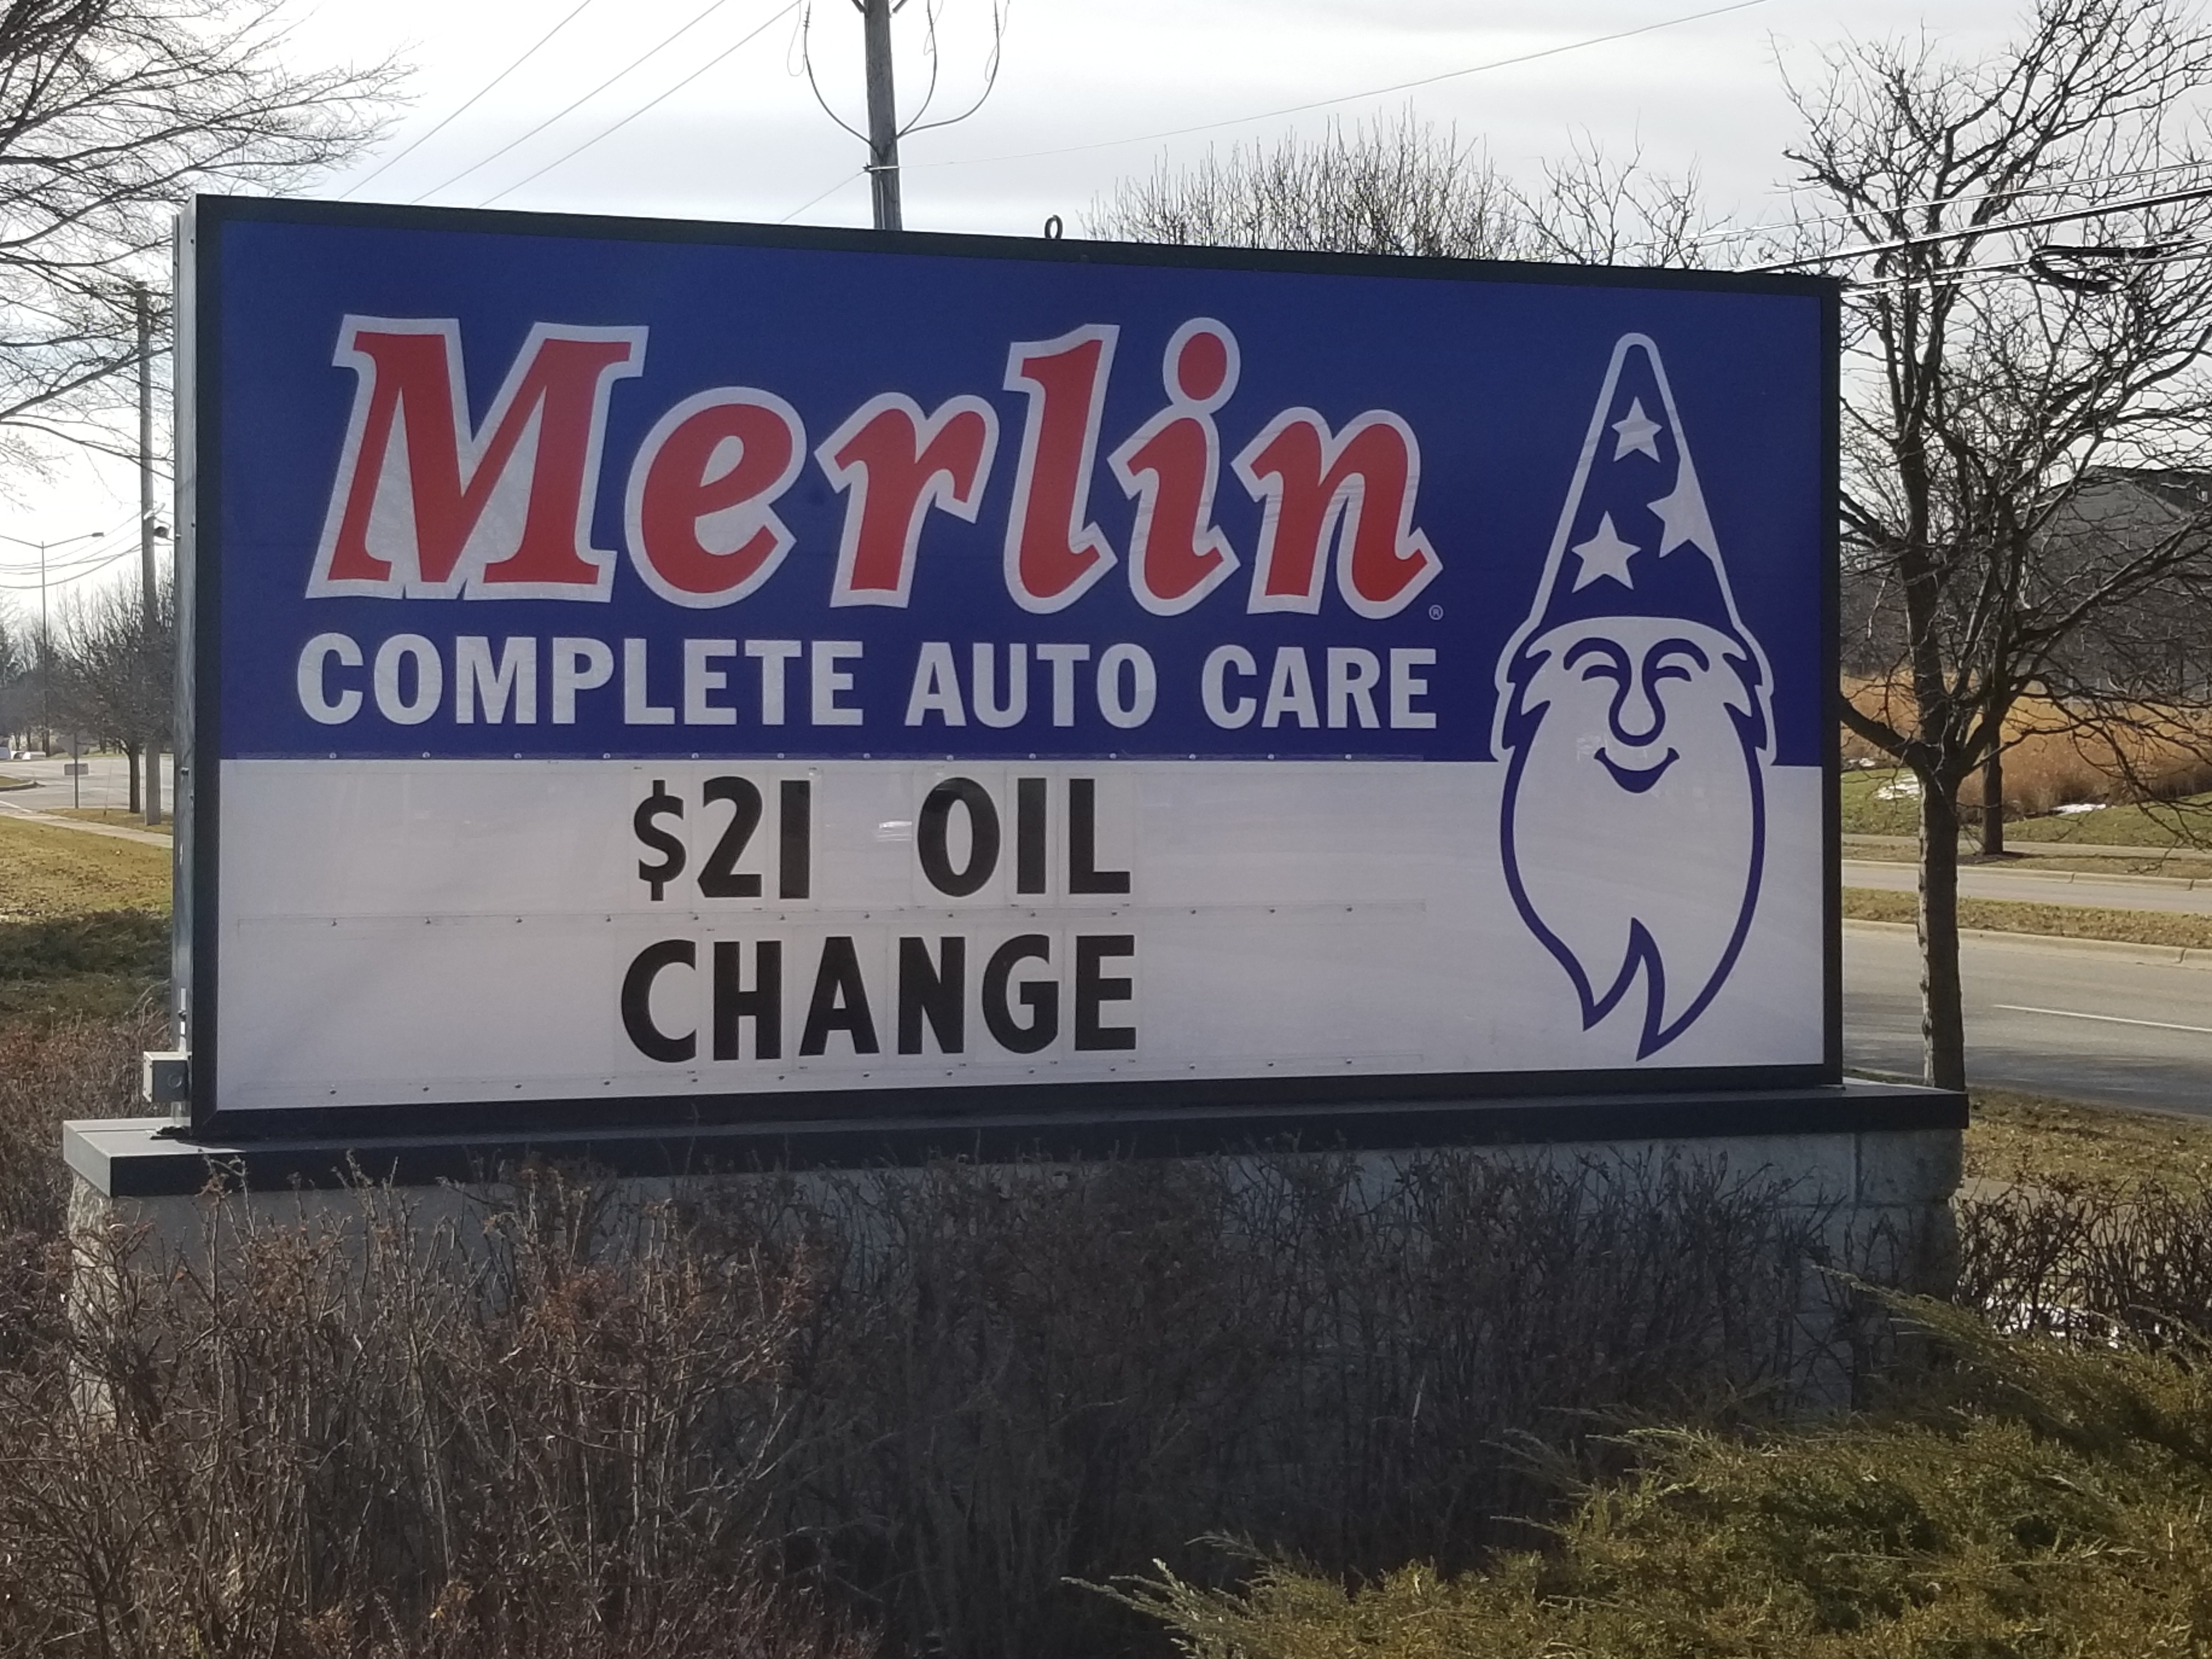 Merlin®
COMPLETE AUTO CARE
$21 OIL
CHANGE